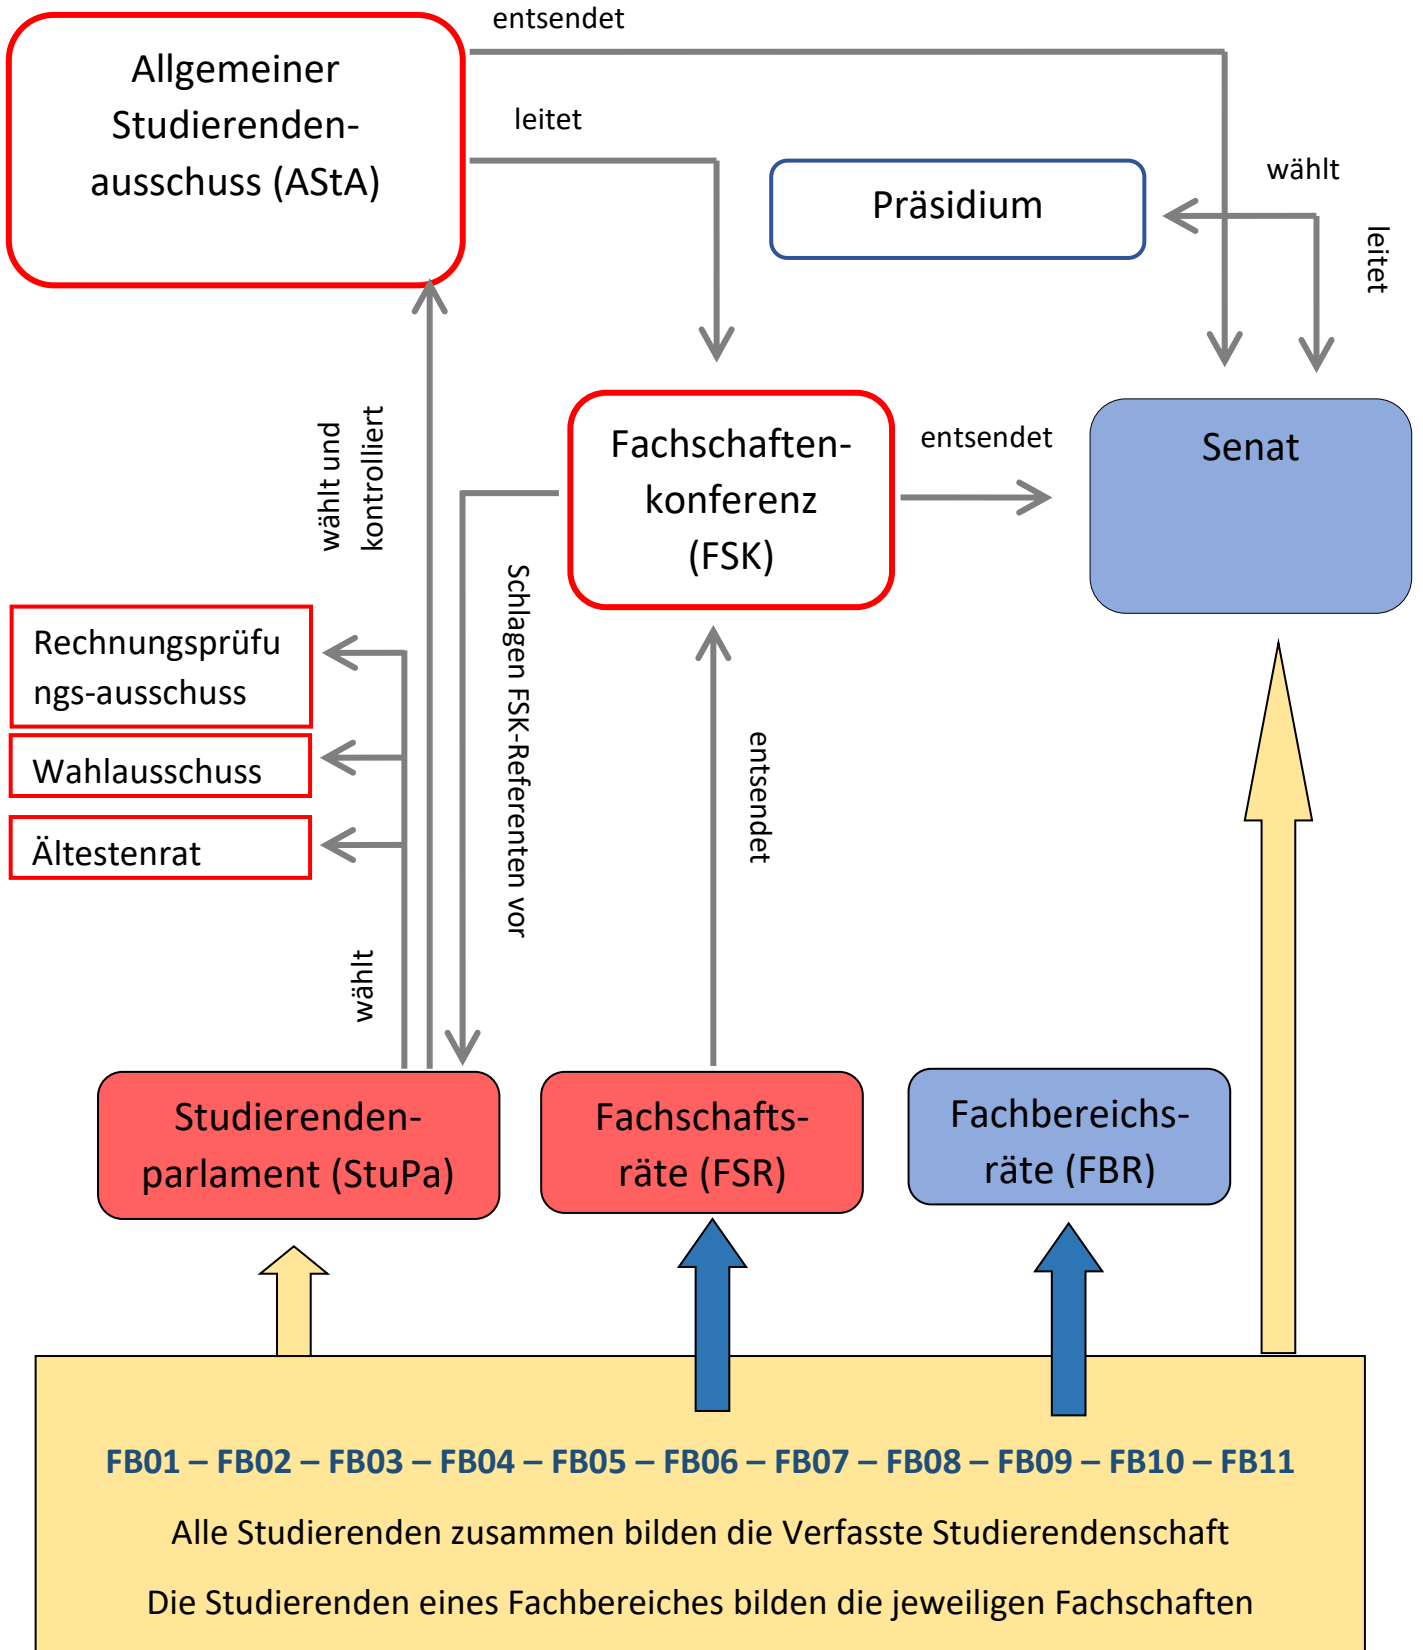 entsendet
Allgemeiner
Studierenden-
ausschuss (AStA)
leitet
Präsidium
wählt
leitet
wählt und
kontrolliert
Fachschaften-
konferenz
(FSK)
entsendet
Senat
Schlagen FSK-Referenten vor
Rechnungsprüfu
ngs-ausschuss
Wahlausschuss
Ältestenrat
entsendet
wählt
Studierenden-
parlament (StuPa)
Fachschafts-
räte (FSR)
Fachbereichs-
räte (FBR)
FB01 – FB02 – FB03 – FB04 – FB05 – FB06 – FB07 – FB08 – FB09 – FB10 – FB11
Alle Studierenden zusammen bilden die Verfasste Studierendenschaft
Die Studierenden eines Fachbereiches bilden die jeweiligen Fachschaften